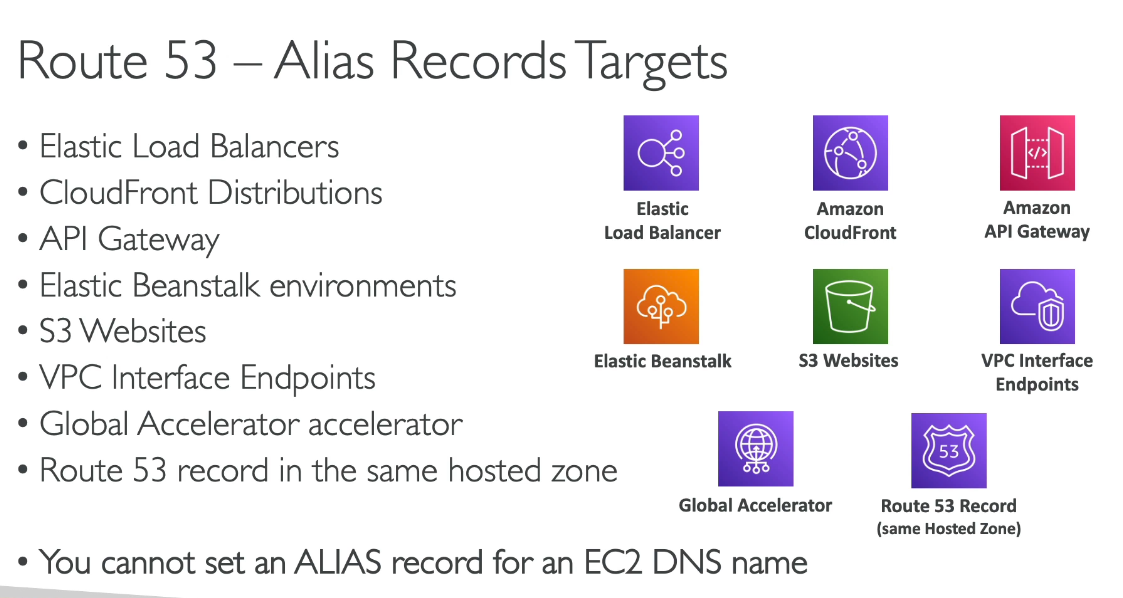 Route 53 – Alias Records Targets
• Elastic Load Balancers
• CloudFront Distributions
• API Gateway
• Elastic Beanstalk environments
• S3 Websites
• VPC Interface Endpoints
• Global Accelerator accelerator
• Route 53 record in the same hosted zone
• You cannot set an ALIAS record for an EC2 DNS name
Elastic
Load Balancer
Amazon
CloudFront
</>
Amazon
API Gateway
Elastic Beanstalk
S3 Websites
VPC Interface
Endpoints
Global Accelerator
53
Route 53 Record
(same Hosted Zone)